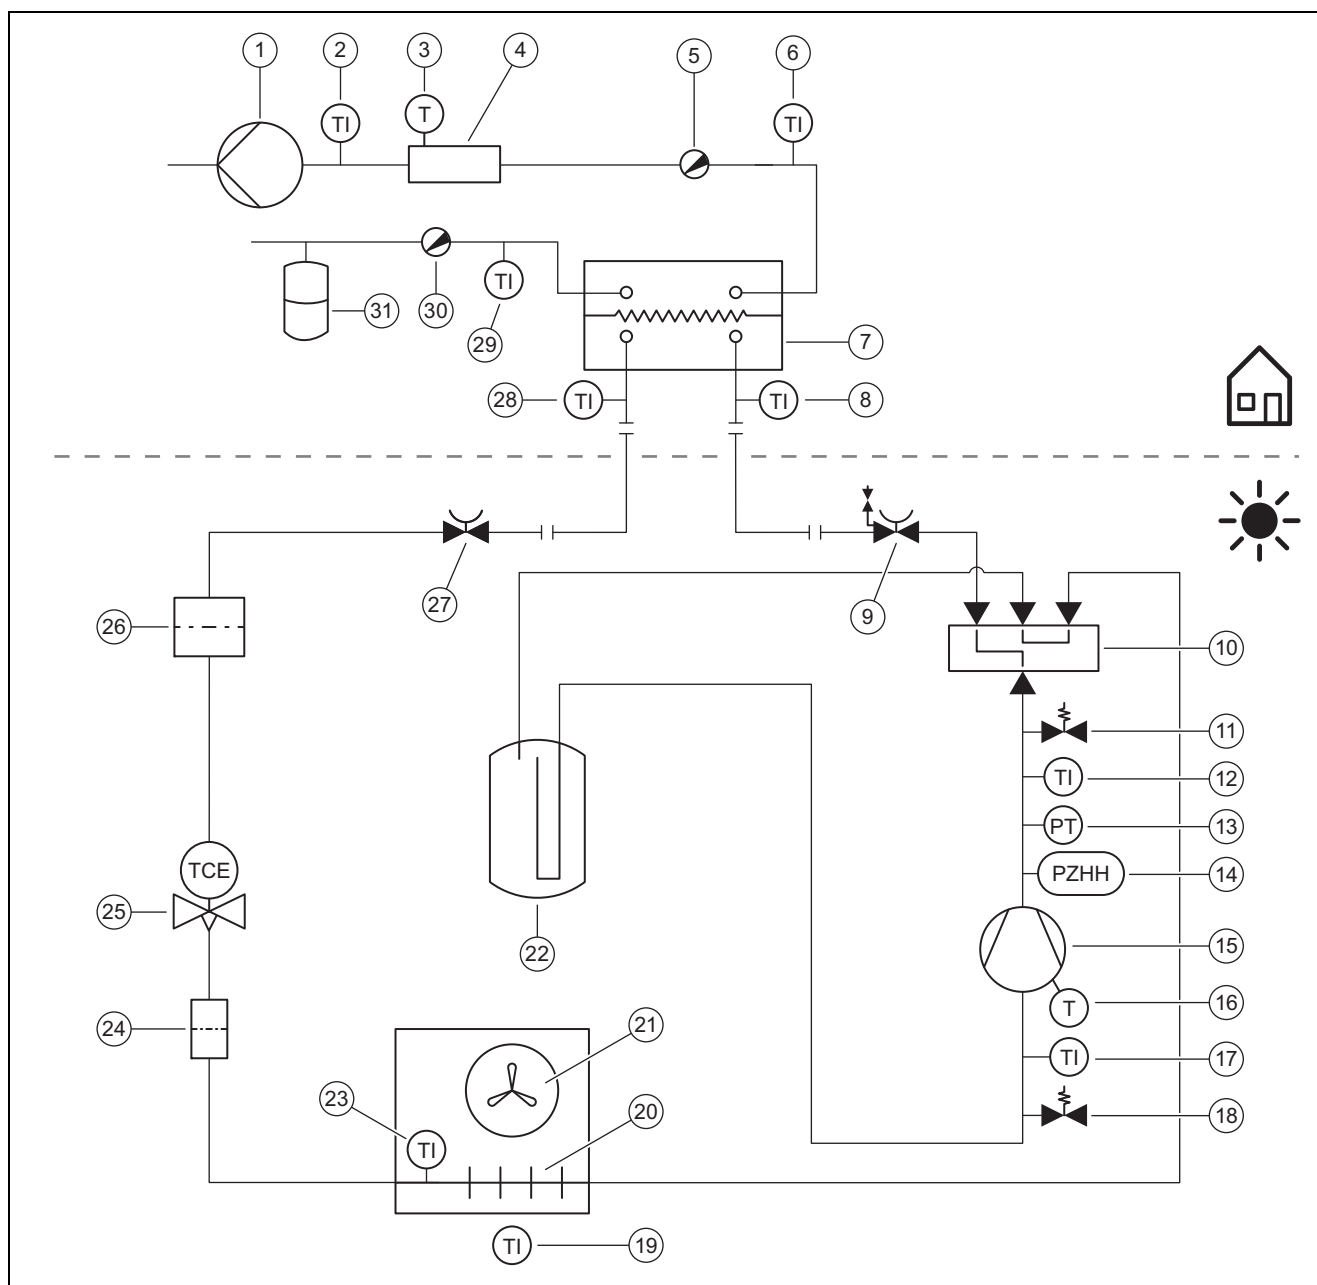 1 2 3 4 5 6
TI T TI
TI
31 30 29 7
28 TI TI 8
27 9
26 10
11
TI 12
PT 13
TCE PZHH 14
25 22 15
24 T 16
21 TI 17
23 20 18
TI
TI 19